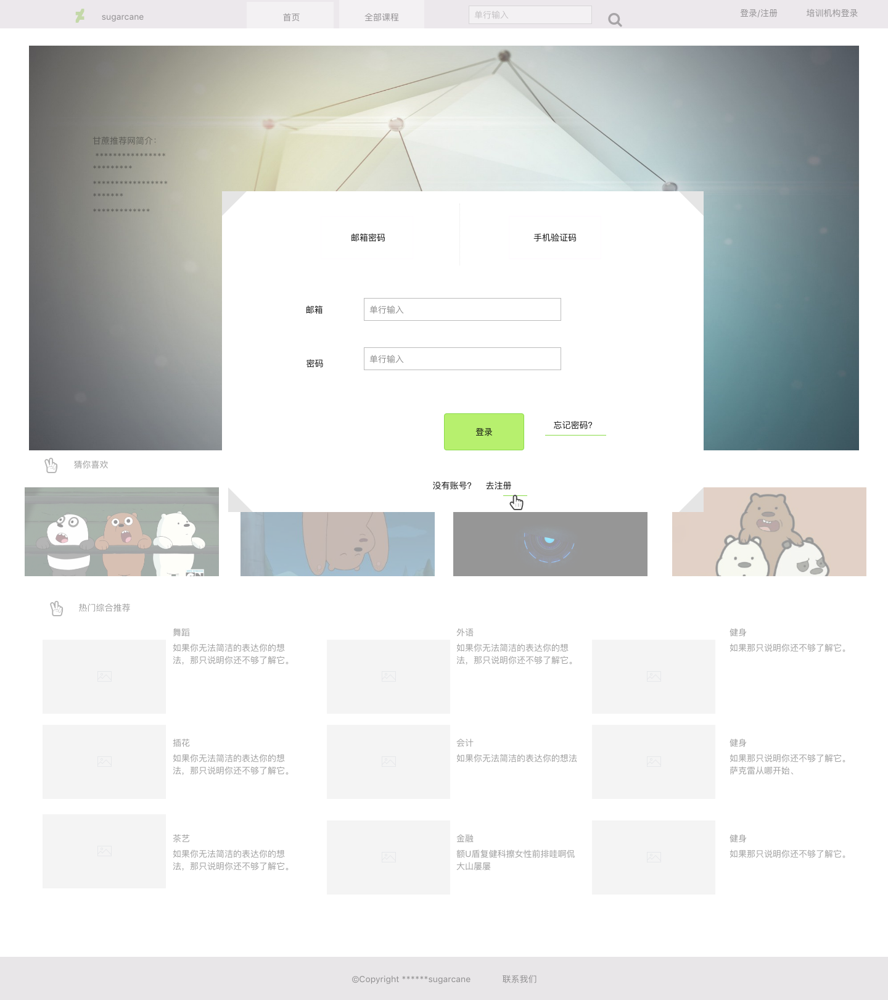 sugarcane
首页
全部课程
单行输入
登录/注册
培训机构登录
甘蔗推荐网简介：
****************
*********
*****************
*******
*************
邮箱密码
手机验证码
邮箱
单行输入
密码
单行输入
登录
忘记密码?
没有账号?
去注册
猜你喜欢
热门综合推荐
舞蹈
如果你无法简洁的表达你的想
法，那只说明你还不够了解它。
外语
如果你无法简洁的表达你的想
法，那只说明你还不够了解它。
健身
如果那只说明你还不够了解它。
插花
如果你无法简洁的表达你的想
法，那只说明你还不够了解它。
会计
如果你无法简洁的表达你的想法
健身
如果那只说明你还不够了解它。
萨克雷从哪开始、
茶艺
如果你无法简洁的表达你的想
法，那只说明你还不够了解它。
金融
额U盾复健科擦女性前排哇啊侃
大山屡屡
健身
如果那只说明你还不够了解它。
©Copyright ******sugarcane
联系我们